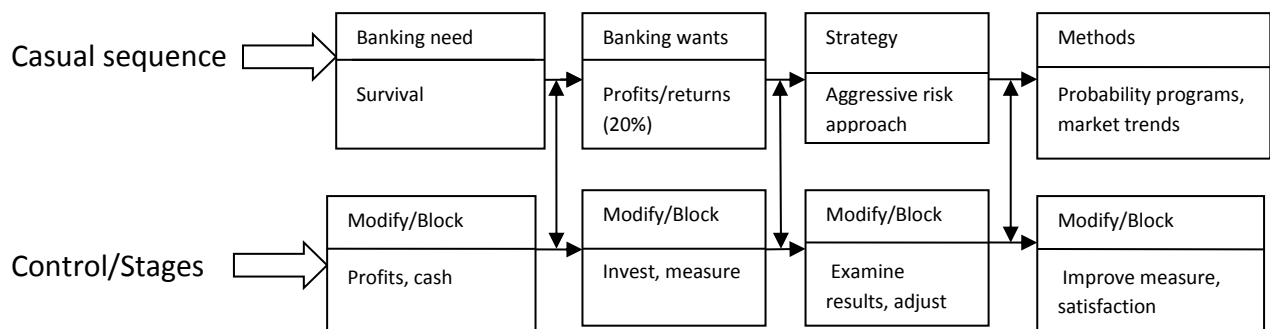 Casual sequence
Banking need
Survival
Banking wants
Profits/returns
(20%)
Strategy
Aggressive risk
approach
Methods
Probability programs,
market trends
Control/Stages
Modify/Block
Profits, cash
Modify/Block
Invest, measure
Modify/Block
Examine
results, adjust
Modify/Block
Improve measure,
satisfaction